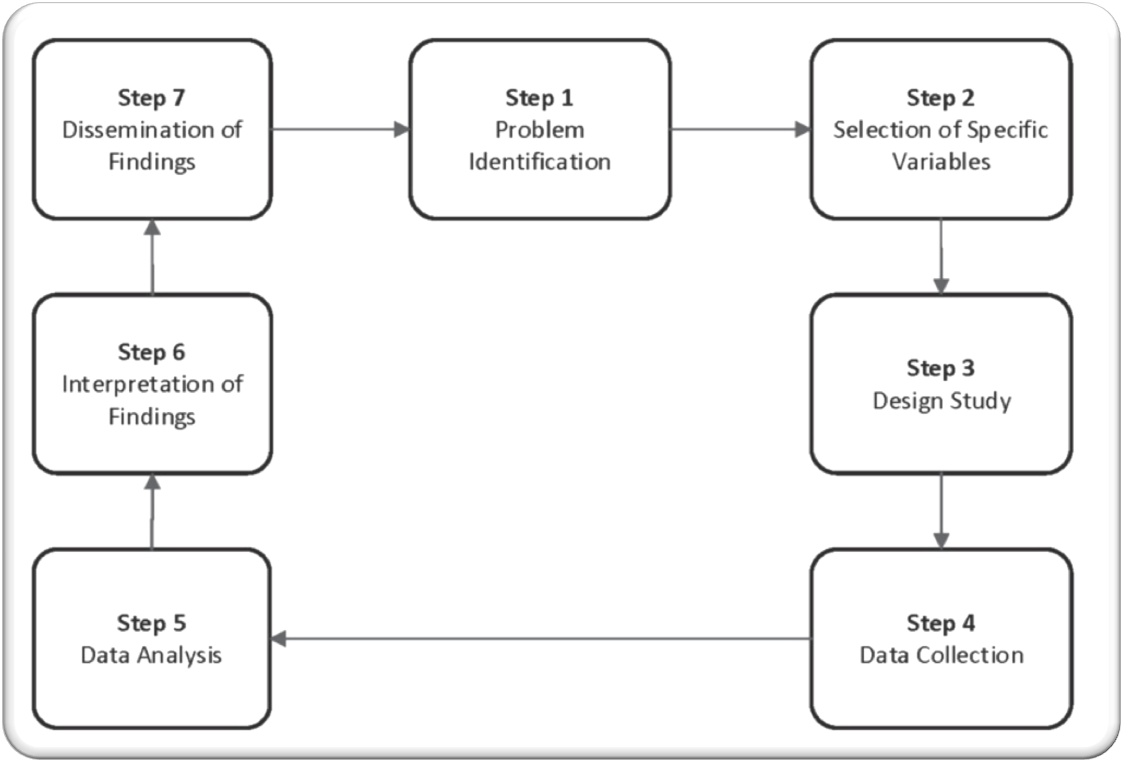 Step 7
Dissemination of
Findings
Step 1
Problem
Identification
Step 2
Selection of Specific
Variables
Step 6
Interpretation of
Findings
Step 3
Design Study
Step 5
Data Analysis
Step 4
Data Collection